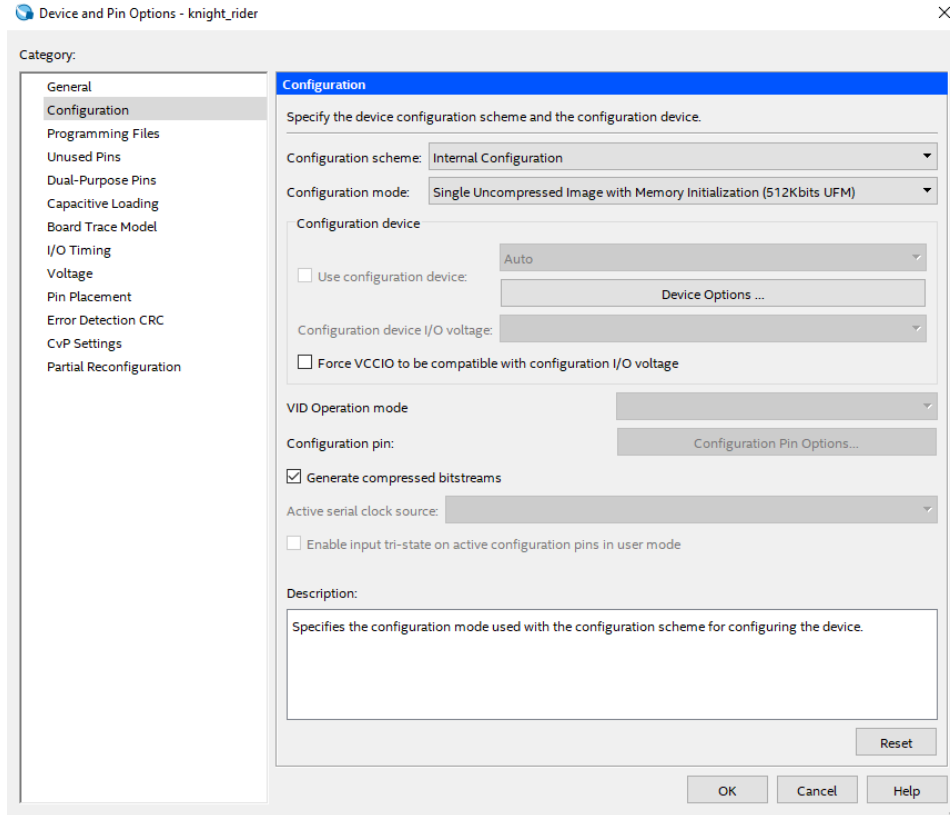 Device and Pin Options - knight_rider
Category:
General
Configuration
Programming Files
Unused Pins
Dual-Purpose Pins
Capacitive Loading
Board Trace Model
I/O Timing
Voltage
Pin Placement
Error Detection CRC
CvP Settings
Partial Reconfiguration
Configuration
Specify the device configuration scheme and the configuration device.
Configuration scheme: Internal Configuration
Configuration mode: Single Uncompressed Image with Memory Initialization (512Kbits UFM)
Configuration device
Auto
Use configuration device:
Device Options ...
Configuration device I/O voltage:
Force VCCIO to be compatible with configuration I/O voltage
VID Operation mode
Configuration pin: Configuration Pin Options...
Generate compressed bitstreams
Active serial clock source:
Enable input tri-state on active configuration pins in user mode
Description:
Specifies the configuration mode used with the configuration scheme for configuring the device.
Reset
OK Cancel Help